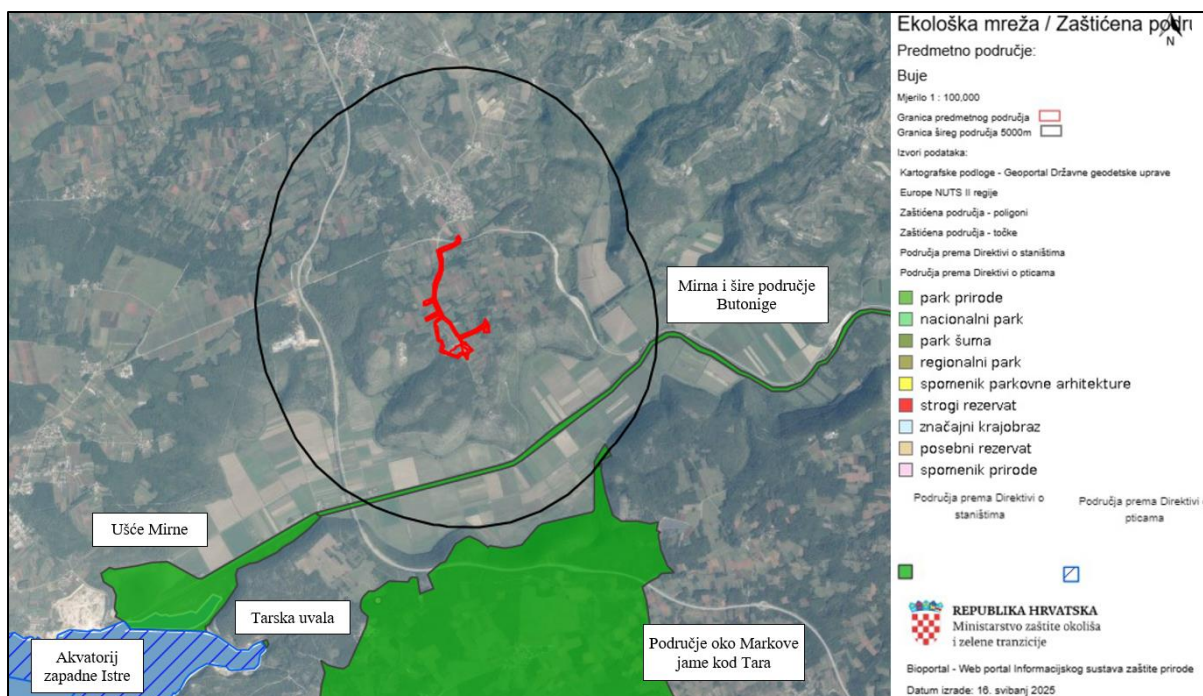 Ekološka mreža / Zaštićena podru
N
Predmetno područje:
Buje
Mjerilo 1 : 100,000
Granica predmetnog područja
Granica šireg područja 5000m
Izvori podataka:
Kartografske podloge - Geoportal Državne geodetske uprave
Europe NUTS II regije
Zaštićena područja - poligoni
Zaštićena područja - točke
Područja prema Direktivi o staništima
Područja prema Direktivi o pticama
park prirode
nacionalni park
park šuma
regionalni park
spomenik parkovne arhitekture
strogi rezervat
značajni krajobraz
posebni rezervat
spomenik prirode
Područja prema Direktivi o
staništima
Područja prema Direktivi o
pticama
REPUBLIKA HRVATSKA
Ministarstvo zaštite okoliša
i zelene tranzicije
Bioportal - Web portal Informacijskog sustava zaštite prirode
Datum izrade: 16. svibanj 2025
Mirna i šire područje
Butonige
Ušće Mirne
Tarska uvala
Akvatorij
zapadne Istre
Područje oko Markove
jame kod Tara